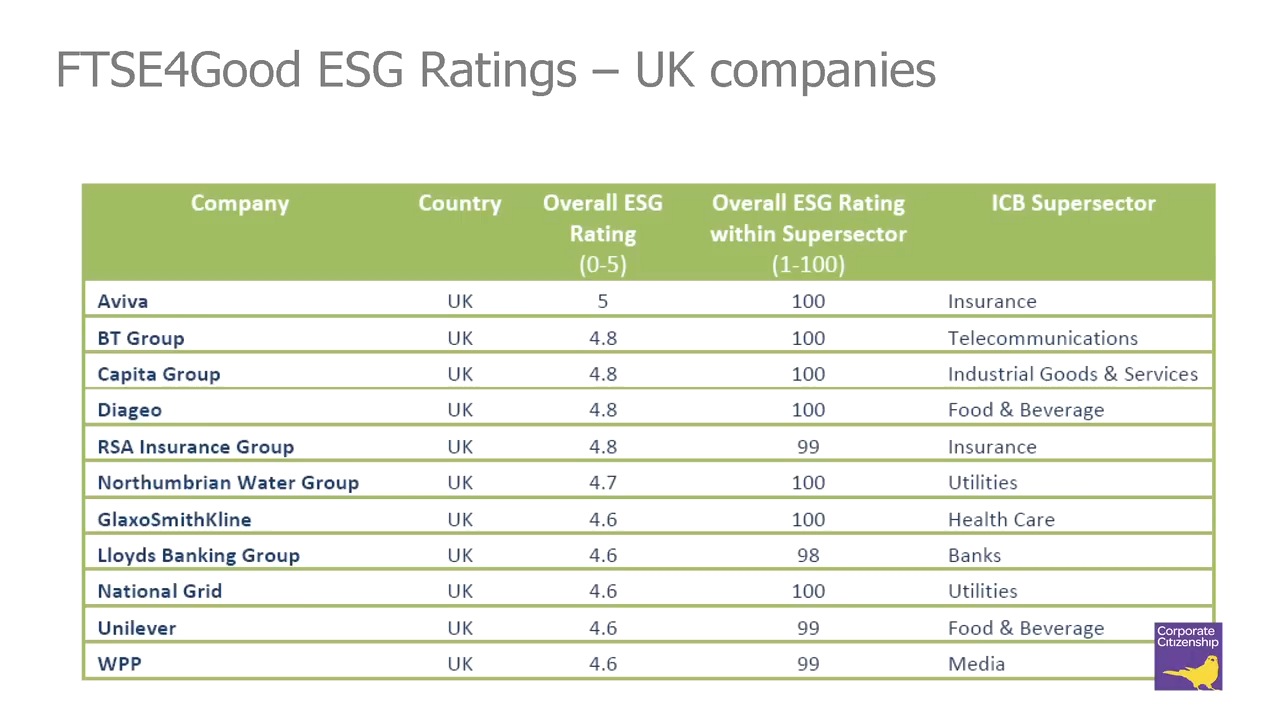 FTSE4Good ESG Ratings – UK companies
Company Country Overall ESG Rating (0-5) Overall ESG Rating within Supersector (1-100) ICB Supersector
Aviva UK 5 100 Insurance
BT Group UK 4.8 100 Telecommunications
Capita Group UK 4.8 100 Industrial Goods & Services
Diageo UK 4.8 100 Food & Beverage
RSA Insurance Group UK 4.8 99 Insurance
Northumbrian Water Group UK 4.7 100 Utilities
GlaxoSmithKline UK 4.6 100 Health Care
Lloyds Banking Group UK 4.6 98 Banks
National Grid UK 4.6 100 Utilities
Unilever UK 4.6 99 Food & Beverage
WPP UK 4.6 99 Media
Corporate
Citizenship